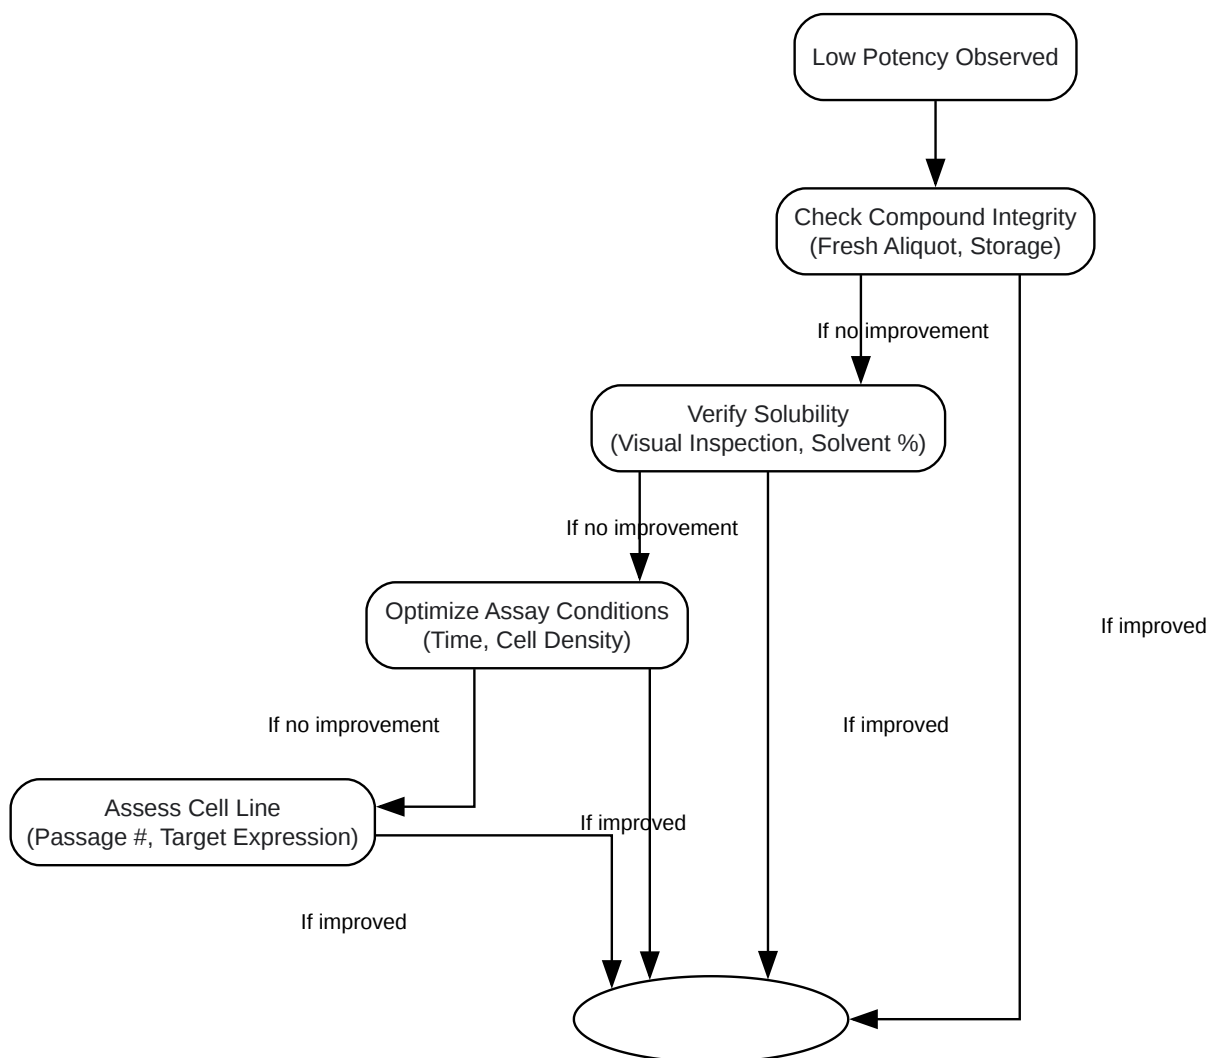 Low Potency Observed
Check Compound Integrity
(Fresh Aliquot, Storage)
If no improvement
Verify Solubility
(Visual Inspection, Solvent %)
If no improvement
Optimize Assay Conditions
(Time, Cell Density)
If improved
If no improvement
If improved
Assess Cell Line
(Passage #, Target Expression)
If improved
If improved